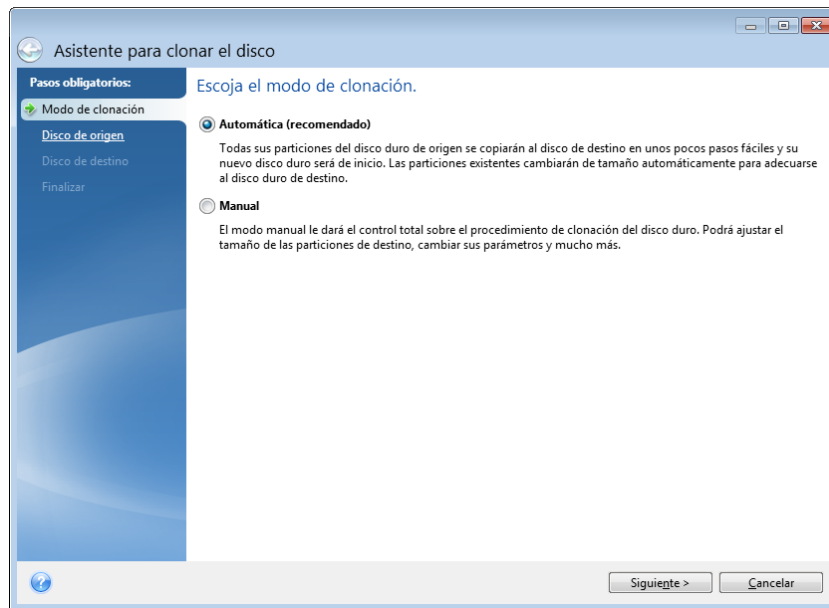 Asistente para clonar el disco
Pasos obligatorios:
Modo de clonación
Disco de origen
Disco de destino
Finalizar
Escoja el modo de clonación.
Automática (recomendado)
Todas sus particiones del disco duro de origen se copiarán al disco de destino en unos pocos pasos fáciles y su
nuevo disco duro será de inicio. Las particiones existentes cambiarán de tamaño automáticamente para adecuarse
al disco duro de destino.
Manual
El modo manual le dará el control total sobre el procedimiento de clonación del disco duro. Podrá ajustar el
tamaño de las particiones de destino, cambiar sus parámetros y mucho más.
?
Siguiente >
Cancelar